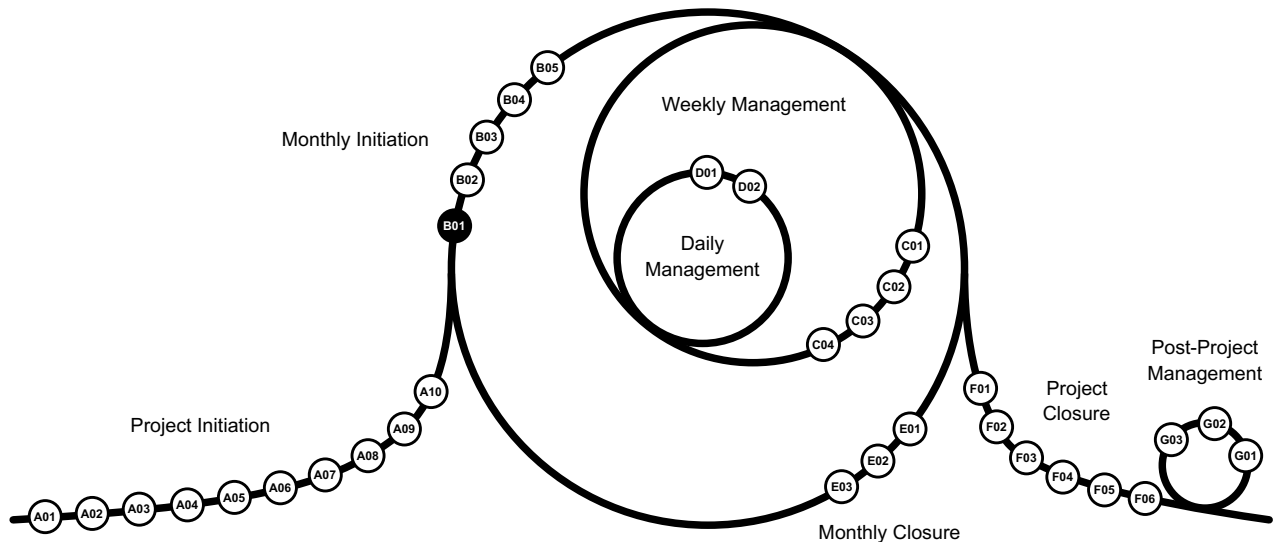 B05
B04
Weekly Management
Monthly Initiation
B03
B02
D01
D02
B01
Daily
Management
C01
C02
C03
C04
Post-Project
Management
A10
F01
Project
Closure
Project Initiation
A09
E01
F02
G03
G02
G01
A08
E02
F03
A07
F04
A06
E03
F05
A05
F06
A04
A03
A02
A01
Monthly Closure